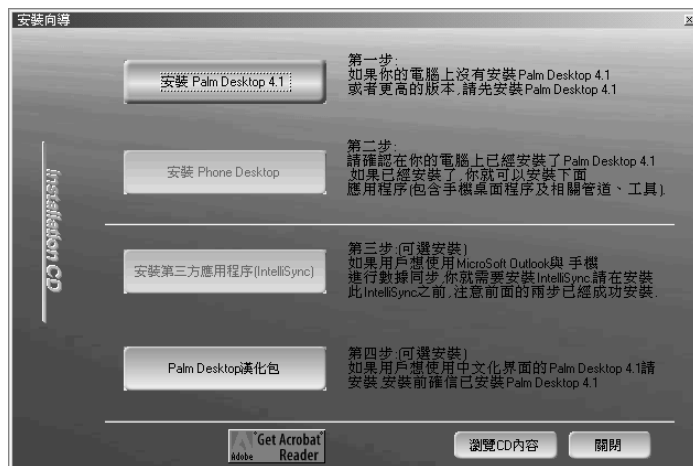 安裝向導
安裝 Palm Desktop 4.1
第一步:
如果你的電腦上沒有安裝Palm Desktop 4.1
或者更高的版本,請先安裝Palm Desktop 4.1
安裝 Phone Desktop
第二步:
請確認在你的電腦上已經安裝了Palm Desktop 4.1
,如果已經安裝了,你就可以安裝下面
應用程序(包含手機桌面程序及相關管道、工具).
Installation CD
安裝第三方應用程序(IntelliSync)
第三步:(可選安裝)
如果用戶想使用MicroSoft Outlook與 手機
進行數據同步,你就需要安裝IntelliSync.請在安裝
此IntelliSync之前,注意前面的兩步已經成功安裝.
Palm Desktop漢化包
第四步:(可選安裝)
如果用戶想使用中文化界面的Palm Desktop 4.1請
安裝,安裝前確信已安裝Palm Desktop 4.1
Adobe
Get Acrobat
Reader
瀏覽CD內容
關閉